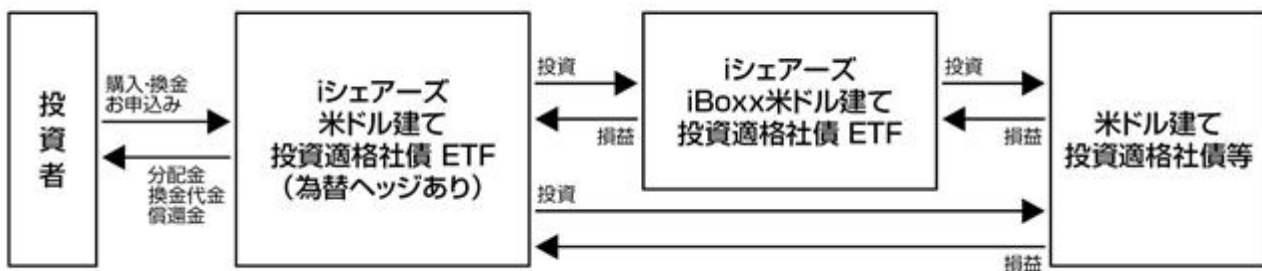 投資者
購入・換金
お申込み
分配金
換金代金
償還金
iシェアーズ
米ドル建て
投資適格社債 ETF
（為替ヘッジあり）
投資
損益
iシェアーズ
iBoxx米ドル建て
投資適格社債 ETF
投資
損益
投資
損益
米ドル建て
投資適格社債等